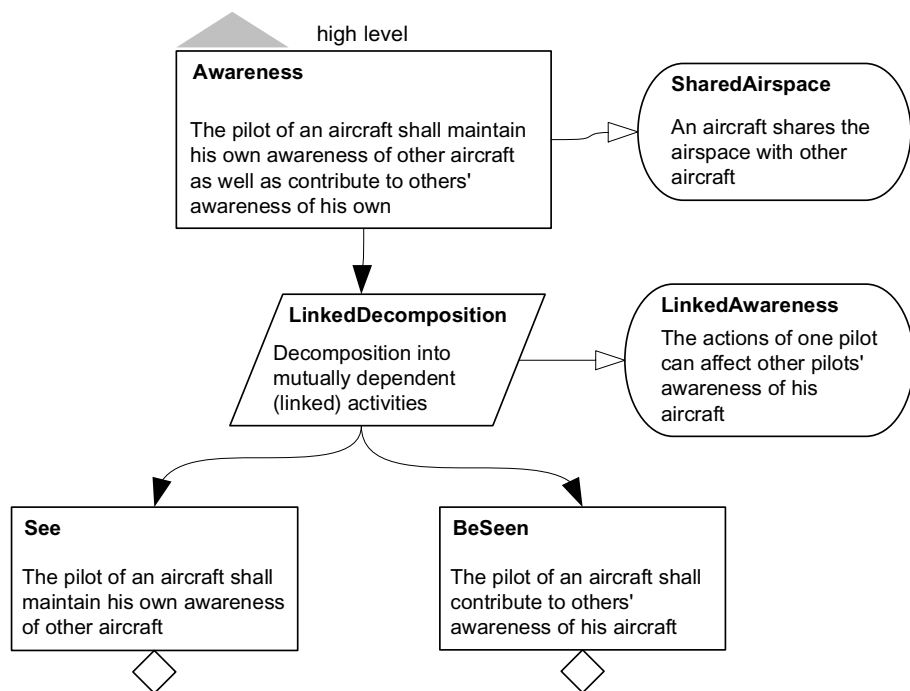 high level
Awareness
The pilot of an aircraft shall maintain
his own awareness of other aircraft
as well as contribute to others'
awareness of his own
SharedAirspace
An aircraft shares the
airspace with other
aircraft
LinkedDecomposition
Decomposition into
mutually dependent
(linked) activities
LinkedAwareness
The actions of one pilot
can affect other pilots'
awareness of his
aircraft
See
The pilot of an aircraft shall
maintain his own awareness
of other aircraft
BeSeen
The pilot of an aircraft shall
contribute to others'
awareness of his aircraft